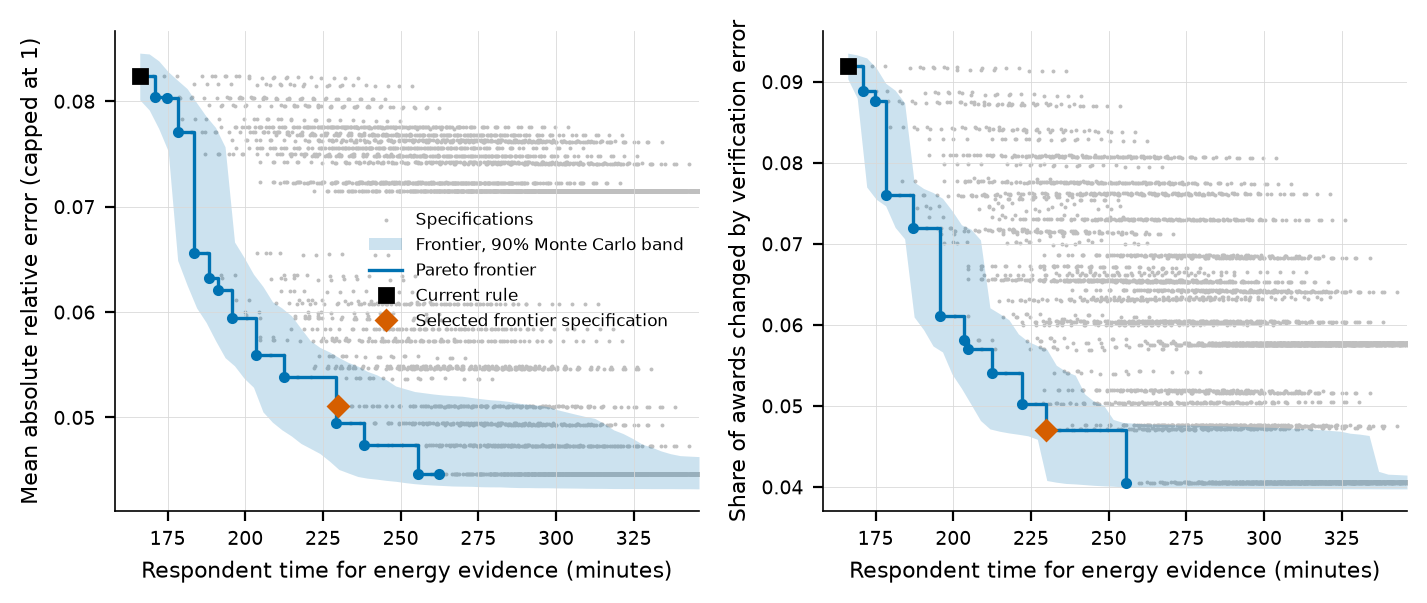 Mean absolute relative error (capped at 1)
0.08
0.07
0.06
0.05
Specifications
Frontier, 90% Monte Carlo band
Pareto frontier
Current rule
Selected frontier specification
175
200
225
250
275
300
325
Respondent time for energy evidence (minutes)
Share of awards changed by verification error
0.09
0.08
0.07
0.06
0.05
0.04
175
200
225
250
275
300
325
Respondent time for energy evidence (minutes)